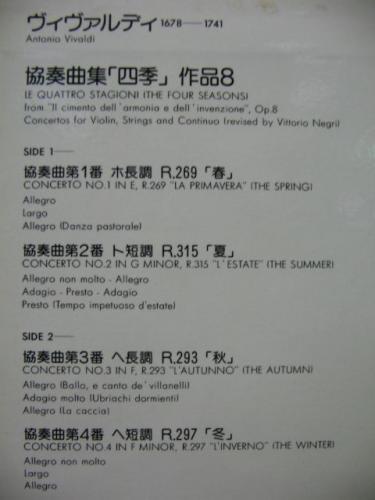 ヴィヴァルディ 1678——1741
Antonio Vivaldi
協奏曲集「四季」作品8
LE QUATTRO STAGIONI (THE FOUR SEASONS)
from "Il cimento dell'armonia e dell'invenzione", Op.8
Concertos for Violin, Strings and Continuo (revised by Vittorio Negri)
SIDE 1——
協奏曲第1番 ホ長調 R.269「春」
CONCERTO NO.1 IN E, R.269 "LA PRIMAVERA" (THE SPRING)
Allegro
Largo
Allegro (Danza pastorale)
協奏曲第2番 ト短調 R.315「夏」
CONCERTO NO.2 IN G MINOR, R.315 "L'ESTATE" (THE SUMMER)
Allegro non molto - Allegro
Adagio - Presto - Adagio
Presto (Tempo impetuoso d'estate)
SIDE 2——
協奏曲第3番 ヘ長調 R.293「秋」
CONCERTO NO.3 IN F, R.293 "L'AUTUNNO" (THE AUTUMN)
Allegro (Ballo, e canto de' villanelli)
Adagio molto (Ubriachi dormienti)
Allegro (La caccia)
協奏曲第4番 ヘ短調 R.297「冬」
CONCERTO NO.4 IN F MINOR, R.297 "L'INVERNO" (THE WINTER)
Allegro non molto
Largo
Allegro